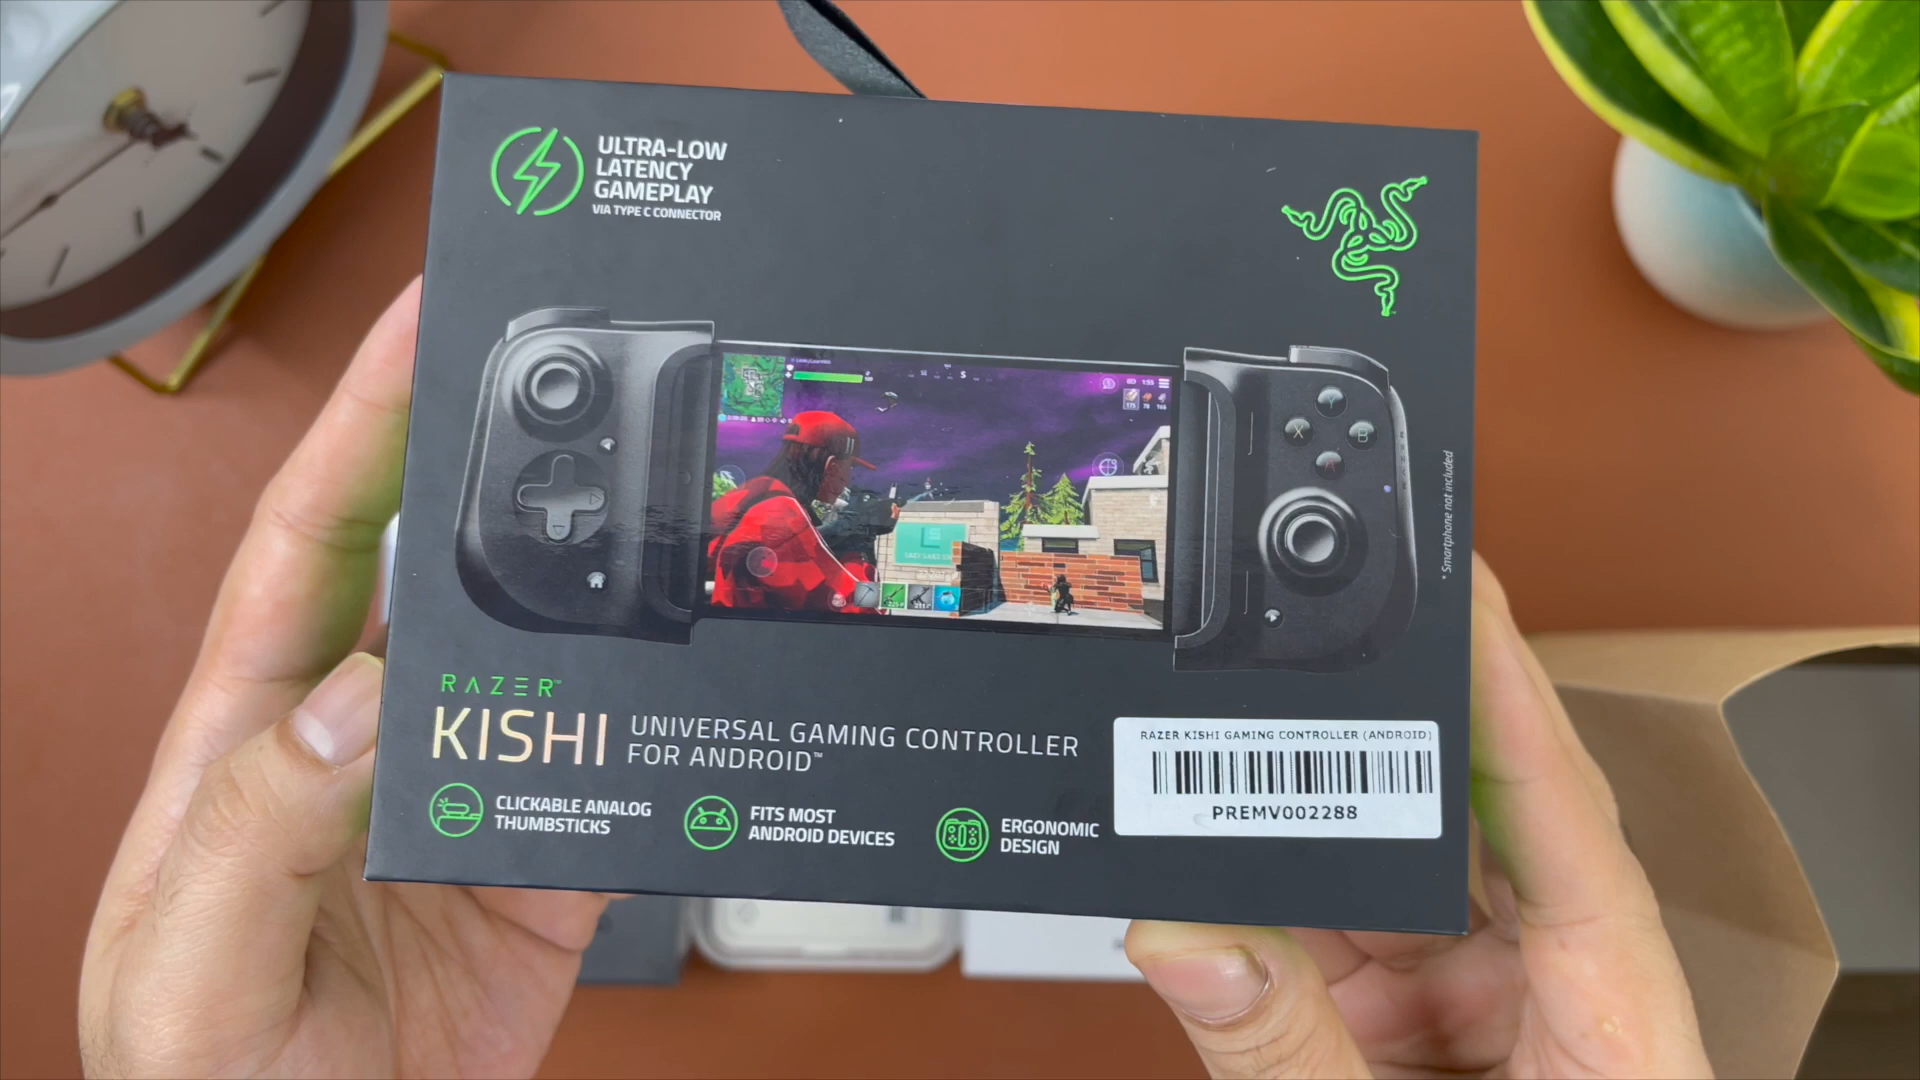 ULTRA-LOW
LATENCY
GAMEPLAY
VIA TYPE C CONNECTOR
Y
X
B
A
* Smartphone not included
RAZER™
KISHI
UNIVERSAL GAMING CONTROLLER
FOR ANDROID™
RAZER KISHI GAMING CONTROLLER (ANDROID)
PREMV002288
CLICKABLE ANALOG
THUMBSTICKS
FITS MOST
ANDROID DEVICES
ERGONOMIC
DESIGN